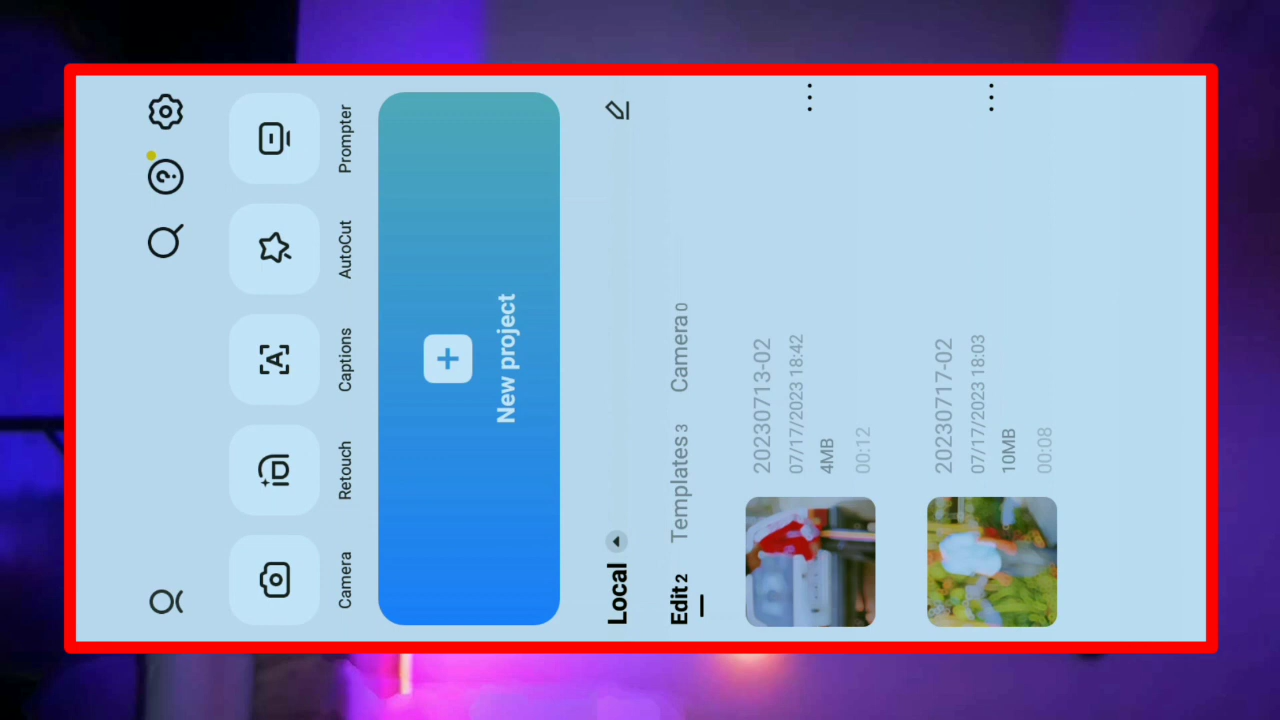 Camera
Retouch
Captions
AutoCut
Prompter
New project
Local
Edit 2
Templates 3
Camera 0
20230713-02
07/17/2023 18:42
4MB
00:12
20230717-02
07/17/2023 18:03
10MB
00:08